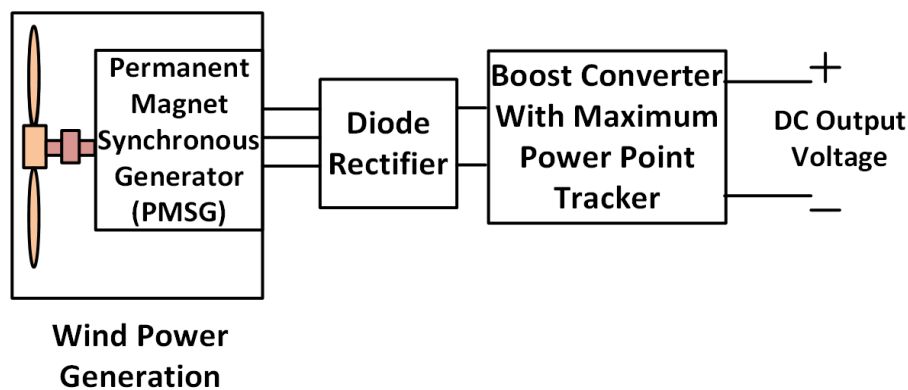 Permanent
Magnet
Synchronous
Generator
(PMSG)
Diode
Rectifier
Boost Converter
With Maximum
Power Point
Tracker
+
DC Output
Voltage
−
Wind Power
Generation